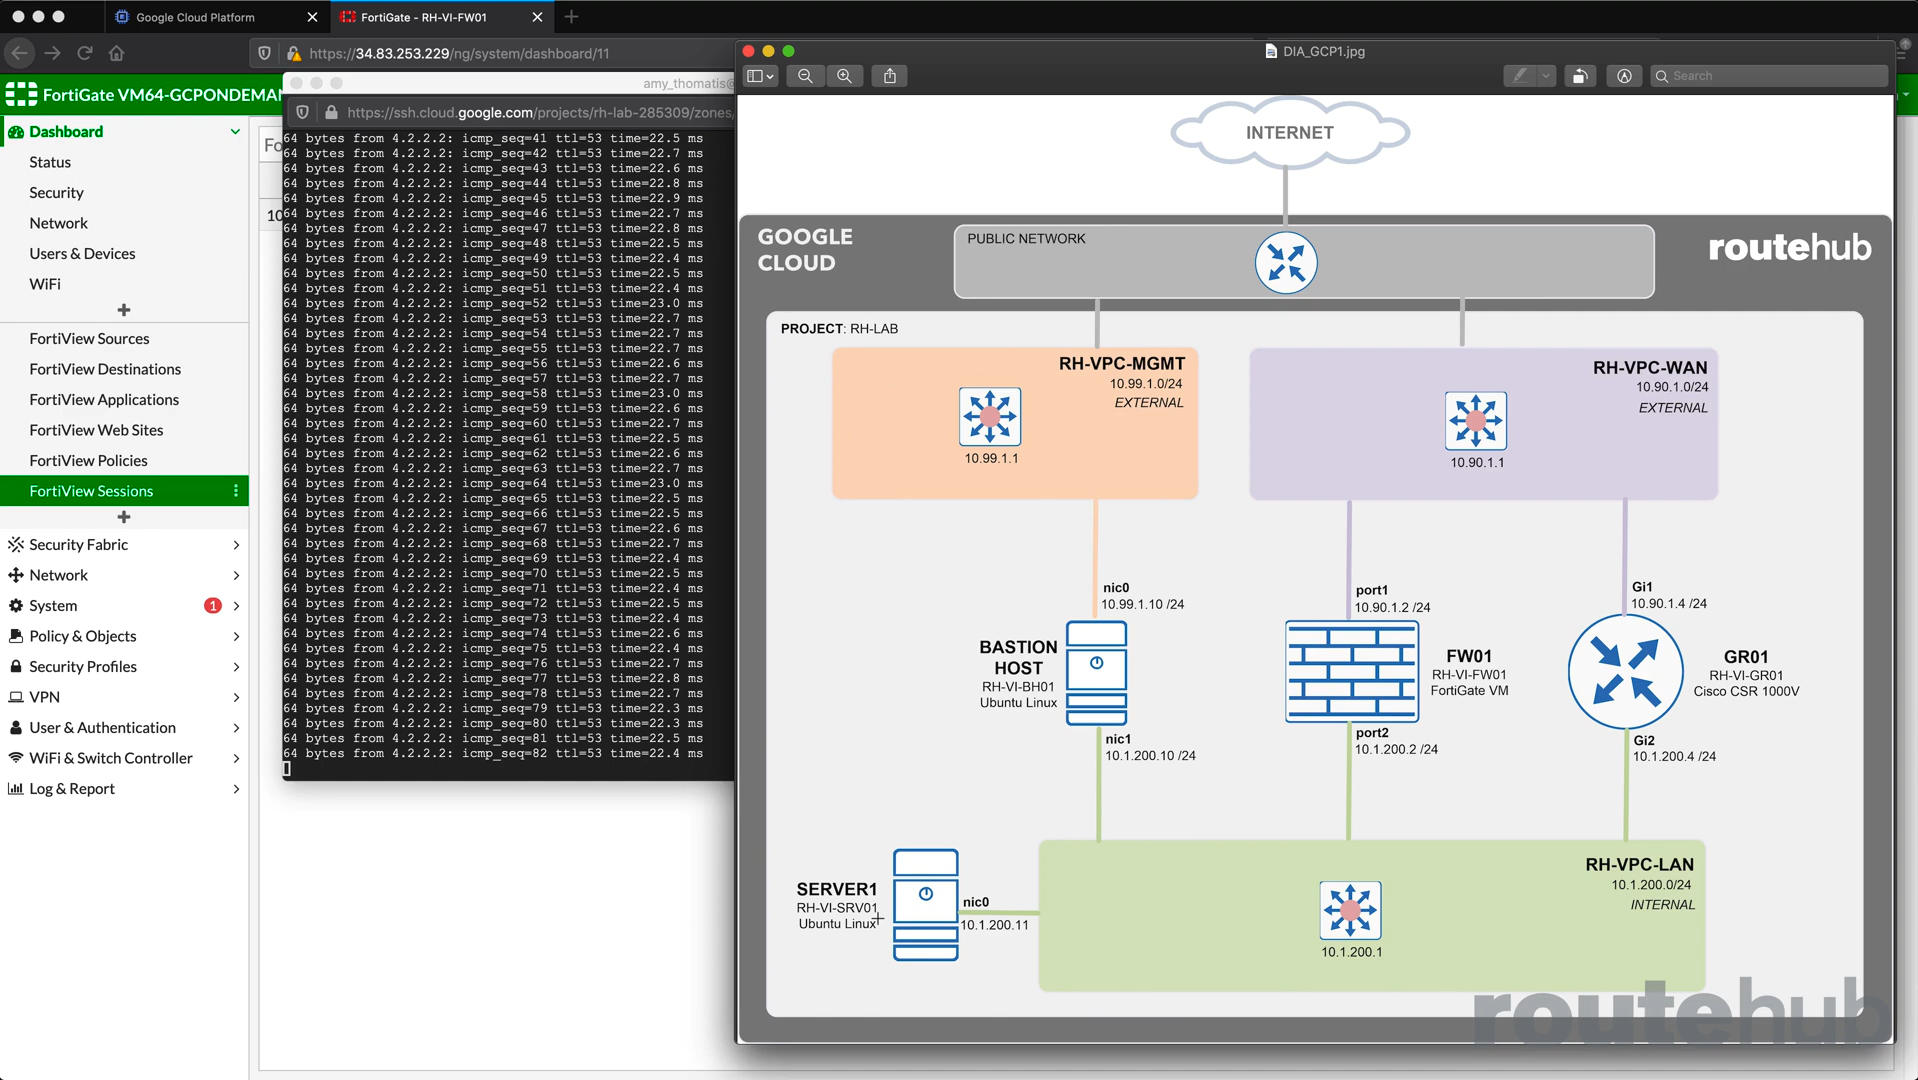 Google Cloud Platform
FortiGate - RH-VI-FW01
https://34.83.253.229/ng/system/dashboard/11
DIA_GCP1.jpg
Search
FortiGate VM64-GCPONDEMAN
amy_thomatis@
https://ssh.cloud.google.com/projects/rh-lab-285309/zones/
Dashboard
Status
Security
Network
Users & Devices
WiFi
FortiView Sources
FortiView Destinations
FortiView Applications
FortiView Web Sites
FortiView Policies
FortiView Sessions
Security Fabric
Network
System
1
Policy & Objects
Security Profiles
VPN
User & Authentication
WiFi & Switch Controller
Log & Report
Fo
10
64 bytes from 4.2.2.2: icmp_seq=41 ttl=53 time=22.5 ms
64 bytes from 4.2.2.2: icmp_seq=42 ttl=53 time=22.7 ms
64 bytes from 4.2.2.2: icmp_seq=43 ttl=53 time=22.6 ms
64 bytes from 4.2.2.2: icmp_seq=44 ttl=53 time=22.8 ms
64 bytes from 4.2.2.2: icmp_seq=45 ttl=53 time=22.9 ms
64 bytes from 4.2.2.2: icmp_seq=46 ttl=53 time=22.7 ms
64 bytes from 4.2.2.2: icmp_seq=47 ttl=53 time=22.8 ms
64 bytes from 4.2.2.2: icmp_seq=48 ttl=53 time=22.5 ms
64 bytes from 4.2.2.2: icmp_seq=49 ttl=53 time=22.4 ms
64 bytes from 4.2.2.2: icmp_seq=50 ttl=53 time=22.5 ms
64 bytes from 4.2.2.2: icmp_seq=51 ttl=53 time=22.4 ms
64 bytes from 4.2.2.2: icmp_seq=52 ttl=53 time=23.0 ms
64 bytes from 4.2.2.2: icmp_seq=53 ttl=53 time=22.7 ms
64 bytes from 4.2.2.2: icmp_seq=54 ttl=53 time=22.7 ms
64 bytes from 4.2.2.2: icmp_seq=55 ttl=53 time=22.7 ms
64 bytes from 4.2.2.2: icmp_seq=56 ttl=53 time=22.6 ms
64 bytes from 4.2.2.2: icmp_seq=57 ttl=53 time=22.7 ms
64 bytes from 4.2.2.2: icmp_seq=58 ttl=53 time=23.0 ms
64 bytes from 4.2.2.2: icmp_seq=59 ttl=53 time=22.6 ms
64 bytes from 4.2.2.2: icmp_seq=60 ttl=53 time=22.7 ms
64 bytes from 4.2.2.2: icmp_seq=61 ttl=53 time=22.5 ms
64 bytes from 4.2.2.2: icmp_seq=62 ttl=53 time=22.6 ms
64 bytes from 4.2.2.2: icmp_seq=63 ttl=53 time=22.7 ms
64 bytes from 4.2.2.2: icmp_seq=64 ttl=53 time=23.0 ms
64 bytes from 4.2.2.2: icmp_seq=65 ttl=53 time=22.5 ms
64 bytes from 4.2.2.2: icmp_seq=66 ttl=53 time=22.5 ms
64 bytes from 4.2.2.2: icmp_seq=67 ttl=53 time=22.6 ms
64 bytes from 4.2.2.2: icmp_seq=68 ttl=53 time=22.7 ms
64 bytes from 4.2.2.2: icmp_seq=69 ttl=53 time=22.4 ms
64 bytes from 4.2.2.2: icmp_seq=70 ttl=53 time=22.5 ms
64 bytes from 4.2.2.2: icmp_seq=71 ttl=53 time=22.4 ms
64 bytes from 4.2.2.2: icmp_seq=72 ttl=53 time=22.5 ms
64 bytes from 4.2.2.2: icmp_seq=73 ttl=53 time=22.4 ms
64 bytes from 4.2.2.2: icmp_seq=74 ttl=53 time=22.6 ms
64 bytes from 4.2.2.2: icmp_seq=75 ttl=53 time=22.4 ms
64 bytes from 4.2.2.2: icmp_seq=76 ttl=53 time=22.7 ms
64 bytes from 4.2.2.2: icmp_seq=77 ttl=53 time=22.8 ms
64 bytes from 4.2.2.2: icmp_seq=78 ttl=53 time=22.7 ms
64 bytes from 4.2.2.2: icmp_seq=79 ttl=53 time=22.3 ms
64 bytes from 4.2.2.2: icmp_seq=80 ttl=53 time=22.3 ms
64 bytes from 4.2.2.2: icmp_seq=81 ttl=53 time=22.5 ms
64 bytes from 4.2.2.2: icmp_seq=82 ttl=53 time=22.4 ms
INTERNET
GOOGLE
CLOUD
PUBLIC NETWORK
routehub
PROJECT: RH-LAB
RH-VPC-MGMT
10.99.1.0/24
EXTERNAL
10.99.1.1
RH-VPC-WAN
10.90.1.0/24
EXTERNAL
10.90.1.1
nic0
10.99.1.10 /24
BASTION
HOST
RH-VI-BH01
Ubuntu Linux
nic1
10.1.200.10 /24
port1
10.90.1.2 /24
FW01
RH-VI-FW01
FortiGate VM
port2
10.1.200.2 /24
Gi1
10.90.1.4 /24
GR01
RH-VI-GR01
Cisco CSR 1000V
Gi2
10.1.200.4 /24
SERVER1
RH-VI-SRV01
Ubuntu Linux
nic0
10.1.200.11
RH-VPC-LAN
10.1.200.0/24
INTERNAL
10.1.200.1
routehub